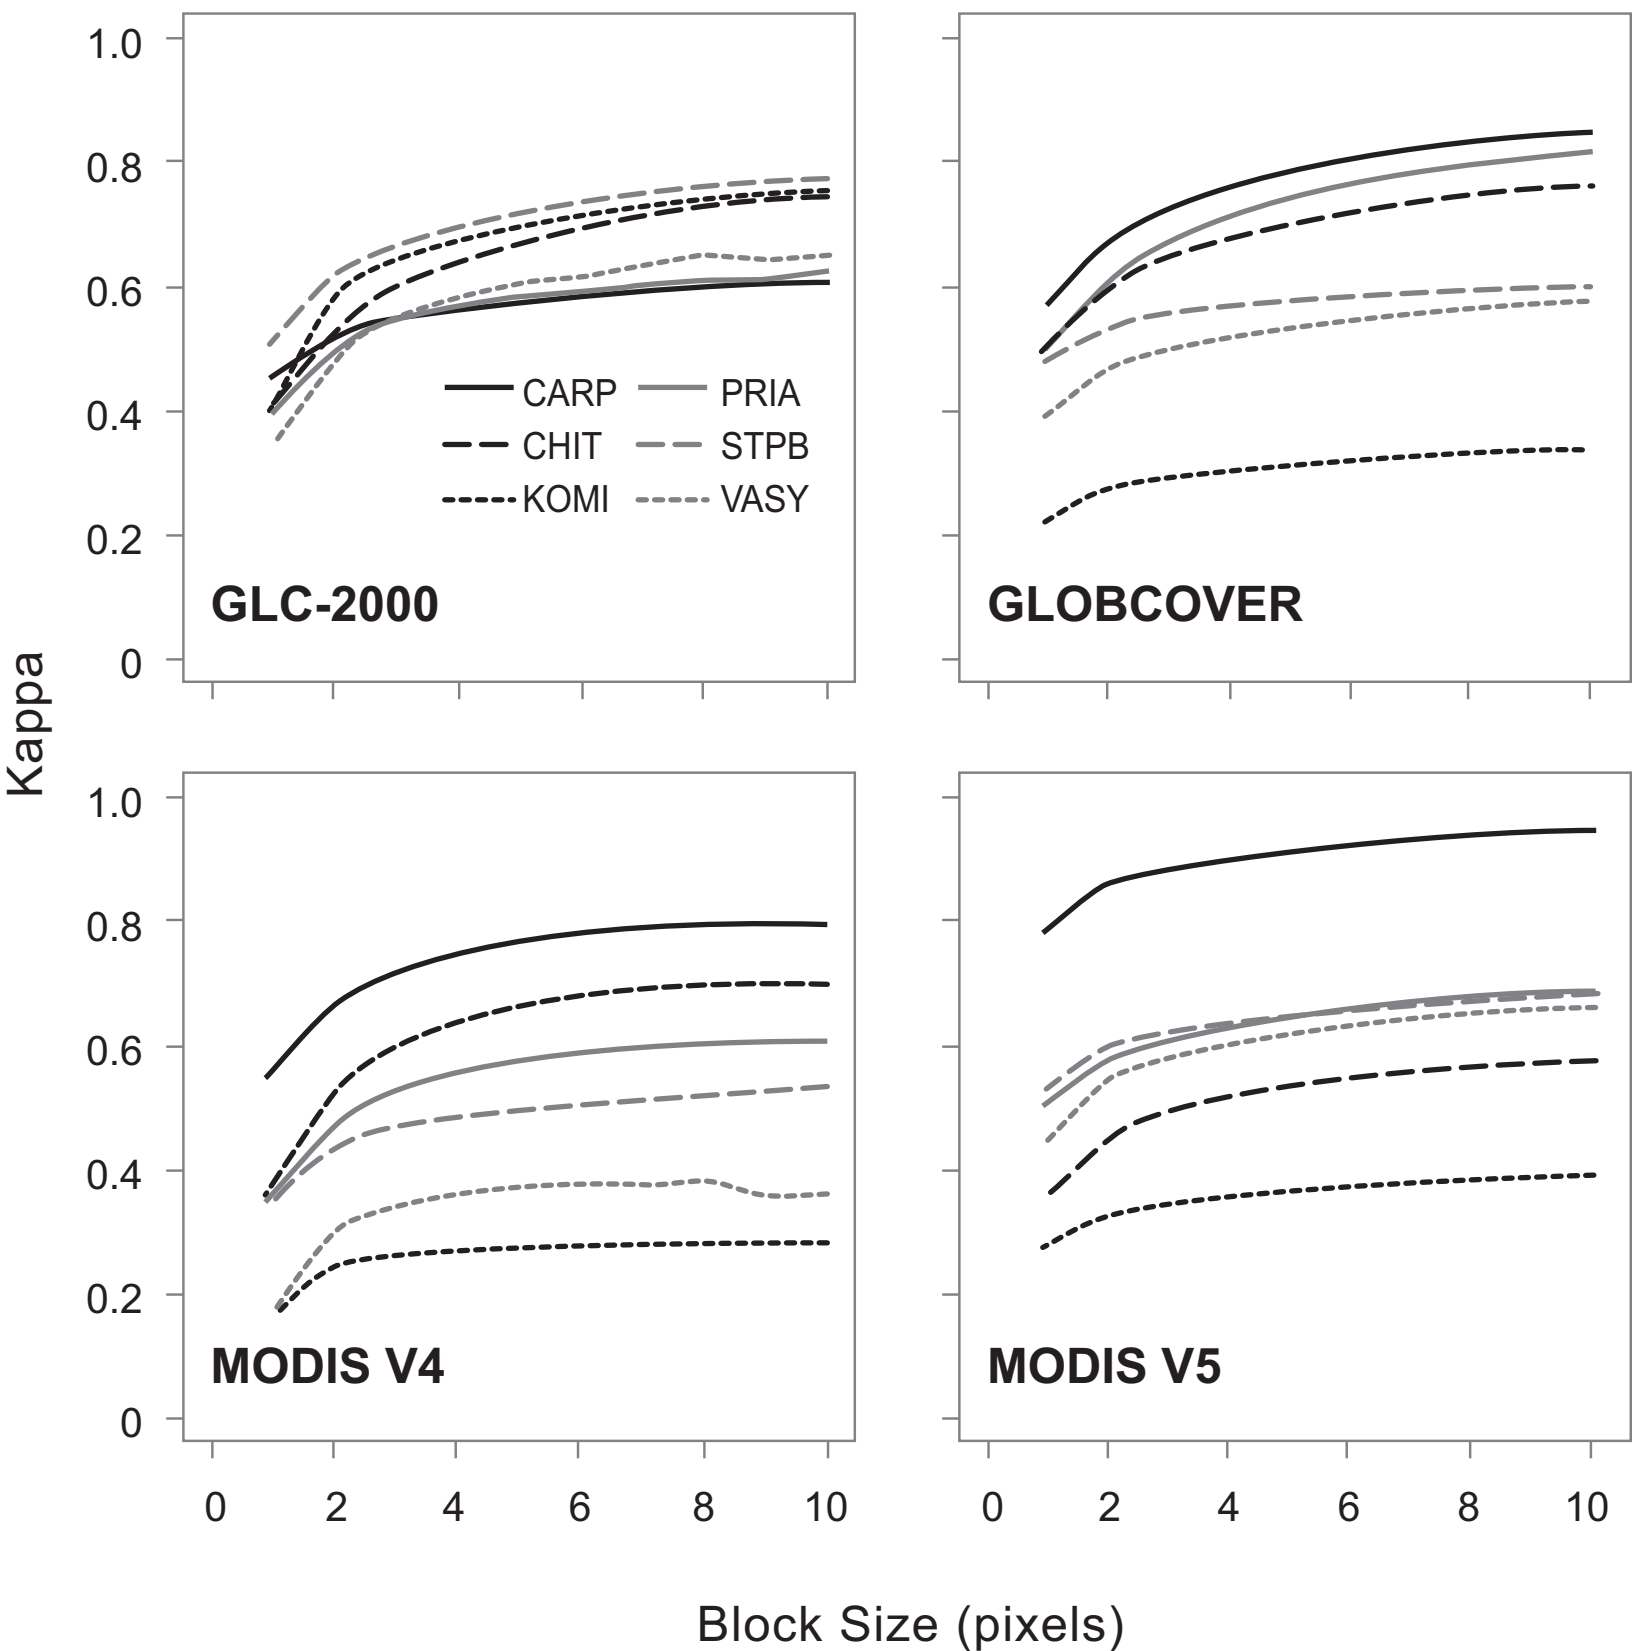 1.0
0.8
0.6
0.4
0.2
0
CARP PRIA
CHIT STPB
KOMI VASY
GLC-2000
GLOBCOVER
Kappa
1.0
0.8
0.6
0.4
0.2
0
MODIS V4
MODIS V5
0 2 4 6 8 10
0 2 4 6 8 10
Block Size (pixels)